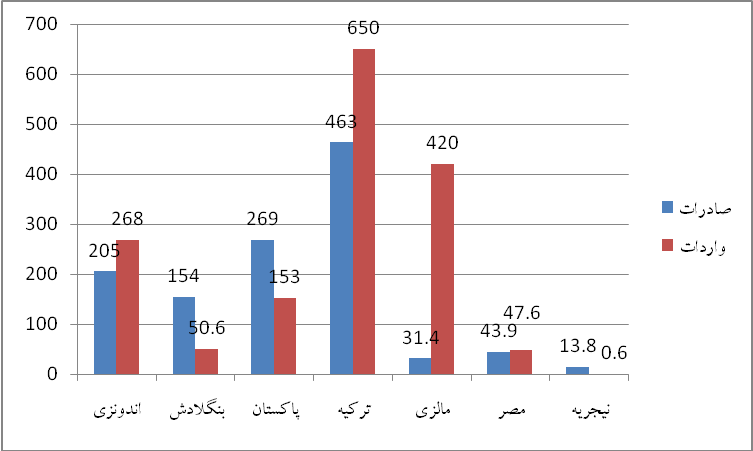 700
650
600
500
463
420
400
300
269
268
205
200
154
153
100
50.6
31.4
43.9
47.6
13.8
0.6
0
اندونزی
بنگلادش
پاکستان
ترکیه
مالزی
مصر
نیجریه
صادرات
واردات